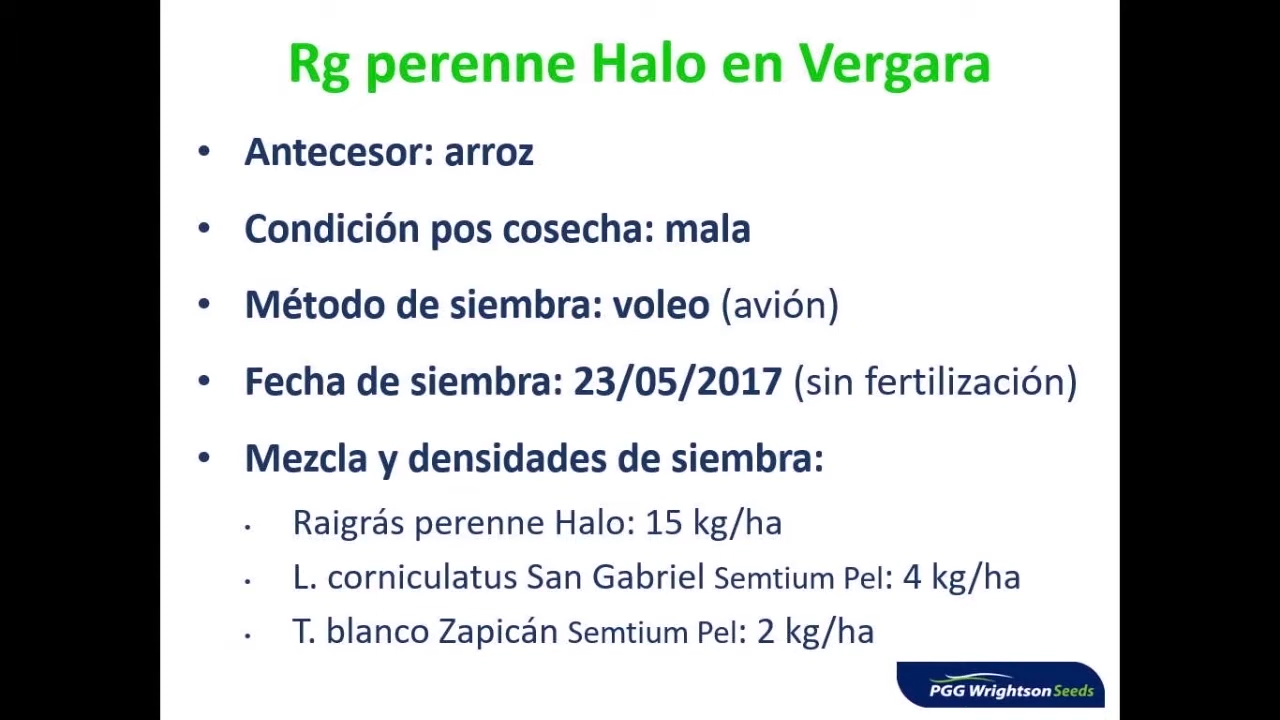 Rg perenne Halo en Vergara
• Antecesor: arroz
• Condición pos cosecha: mala
• Método de siembra: voleo (avión)
• Fecha de siembra: 23/05/2017 (sin fertilización)
• Mezcla y densidades de siembra:
• Raigrás perenne Halo: 15 kg/ha
• L. corniculatus San Gabriel Semtium Pel: 4 kg/ha
• T. blanco Zapicán Semtium Pel: 2 kg/ha
PGG Wrightson Seeds